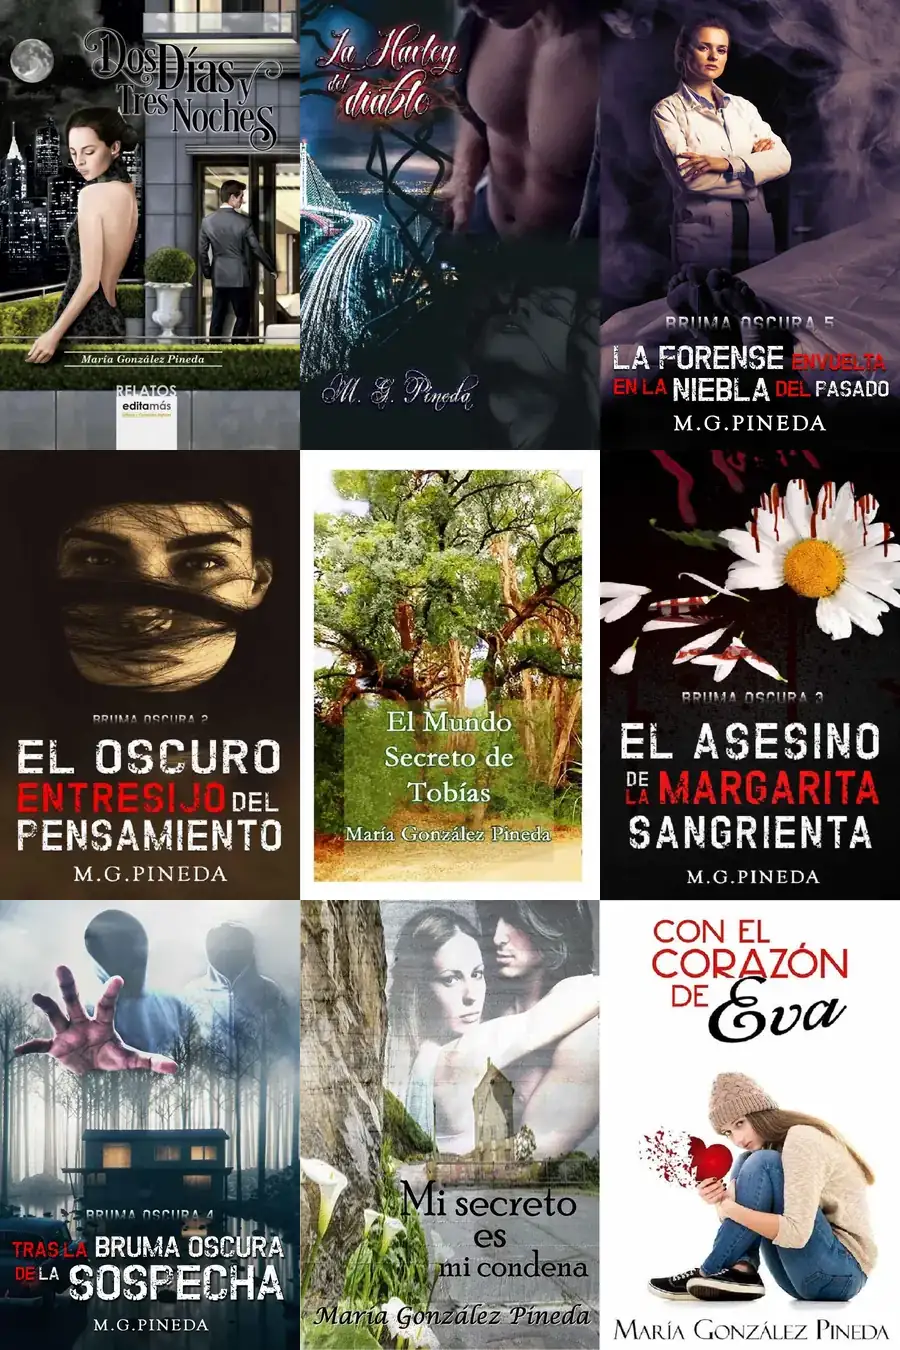 Dos
Días y
Tres
Noches
María González Pineda
RELATOS
editamás
La Harley
del
diablo
M. G. Pineda
BRUMA OSCURA 5
LA FORENSE ENVUELTA
EN LA NIEBLA DEL PASADO
M.G.PINEDA
BRUMA OSCURA 2
EL OSCURO
ENTRESIJO DEL
PENSAMIENTO
M.G.PINEDA
El Mundo
Secreto de
Tobías
María González Pineda
BRUMA OSCURA 3
EL ASESINO
DE LA MARGARITA
SANGRIENTA
M.G.PINEDA
BRUMA OSCURA 4
TRAS LA BRUMA OSCURA
DE LA SOSPECHA
M.G.PINEDA
Mi secreto
es
mi condena
María González Pineda
CON EL
CORAZÓN
DE Eva
MARÍA GONZÁLEZ PINEDA